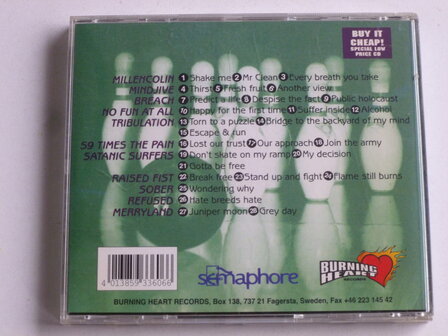 BUY IT
CHEAP!
SPECIAL LOW
PRICE CD
MILLENCOLIN 1 Shake me 2 Mr Clean 3 Every breath you take
MINDJIVE 4 Thirst 5 Fresh fruit 6 Another view
BREACH 7 Predict a life 8 Despise the fact 9 Public holocaust
NO FUN AT ALL 10 Happy for the first time 11 Suffer Inside 12 Alcohol
TRIBULATION 13 Torn to a puzzle 14 Bridge to the backyard of my mind
15 Escape & run
59 TIMES THE PAIN 16 Lost our trust 17 Our approach 18 Join the army
SATANIC SURFERS 19 Don't skate on my ramp 20 My decision
21 Gotta be free
RAISED FIST 22 Break free 23 Stand up and fight 24 Flame still burns
SOBER 25 Wondering why
REFUSED 26 Hate breeds hate
MERRYLAND 27 Juniper moon 28 Grey day
4 013859 336066
semaphore
BURNING
HEART
RECORDS
BURNING HEART RECORDS, Box 138, 737 21 Fagersta, Sweden, Fax +46 223 145 42